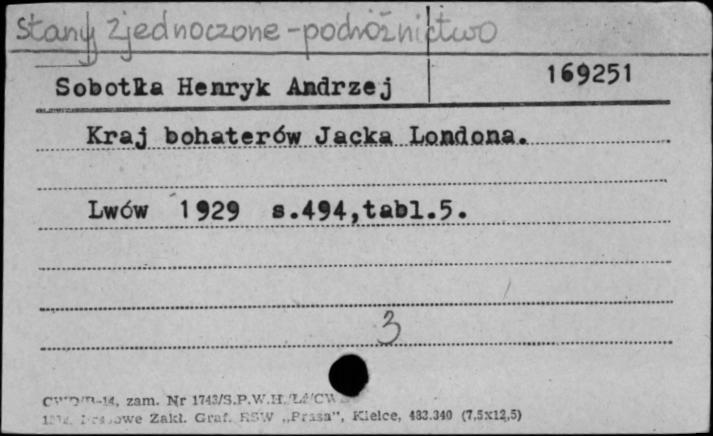 Stany Zjednoczone - podróżnictwo
Sobotka Henryk Andrzej 169251
Kraj bohaterów Jacka Londona.
Lwów 1929 s.494,tabl.5.
3
zam. Nr 1743/S.P.W.H.
Zakł. Graf. RSW „Prasa", Kielce, 483.340 (7,5x12,5)